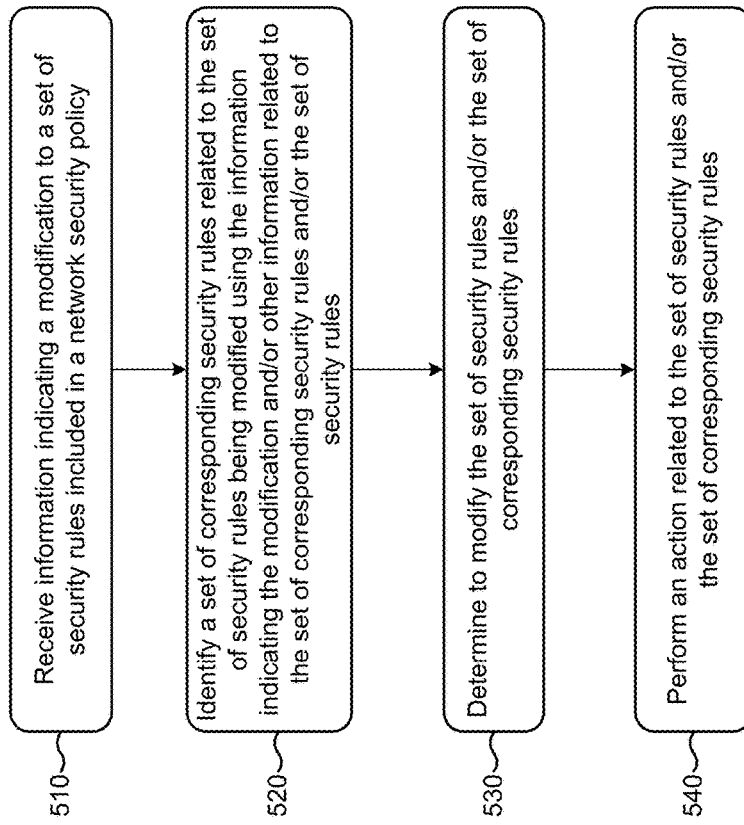 510
Receive information indicating a modification to a set of
security rules included in a network security policy
520
Identify a set of corresponding security rules related to the set
of security rules being modified using the information
indicating the modification and/or other information related to
the set of corresponding security rules and/or the set of
security rules
530
Determine to modify the set of security rules and/or the set of
corresponding security rules
540
Perform an action related to the set of security rules and/or
the set of corresponding security rules